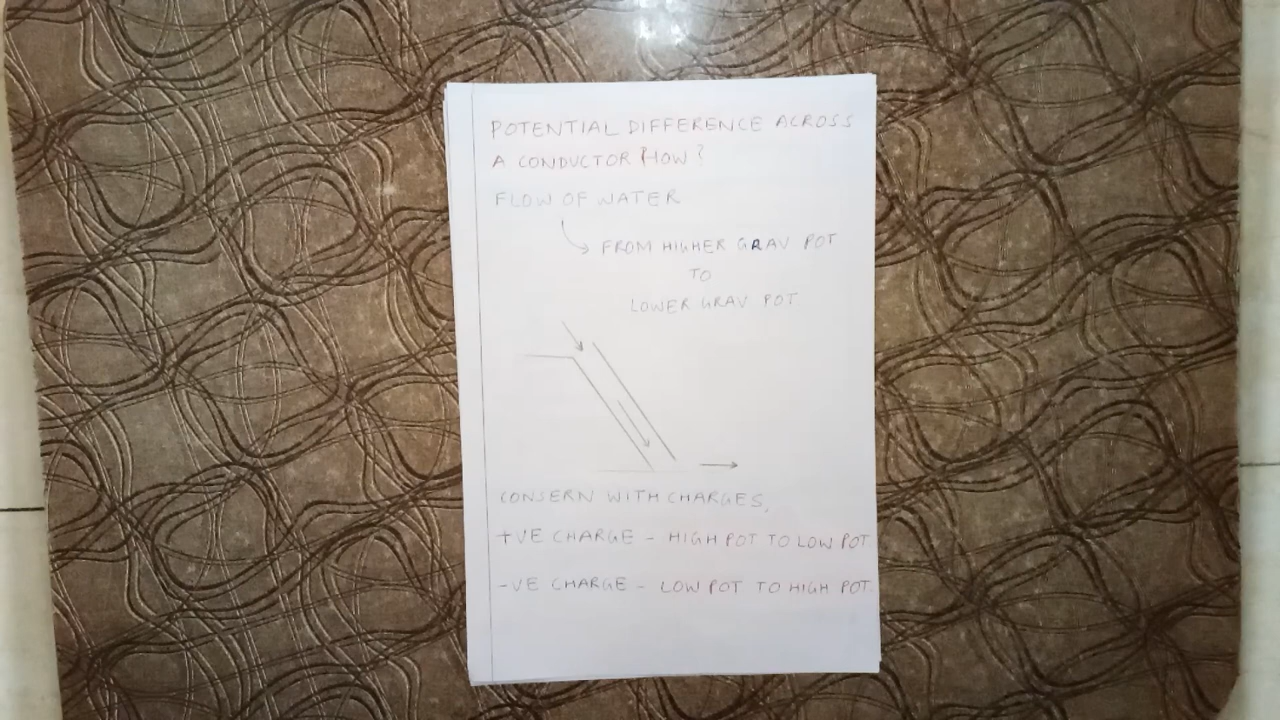 POTENTIAL DIFFERENCE ACROSS
A CONDUCTOR HOW?
FLOW OF WATER
FROM HIGHER GRAV POT
TO
LOWER GRAV POT
CONSERN WITH CHARGES,
+VE CHARGE - HIGH POT TO LOW POT
-VE CHARGE - LOW POT TO HIGH POT.